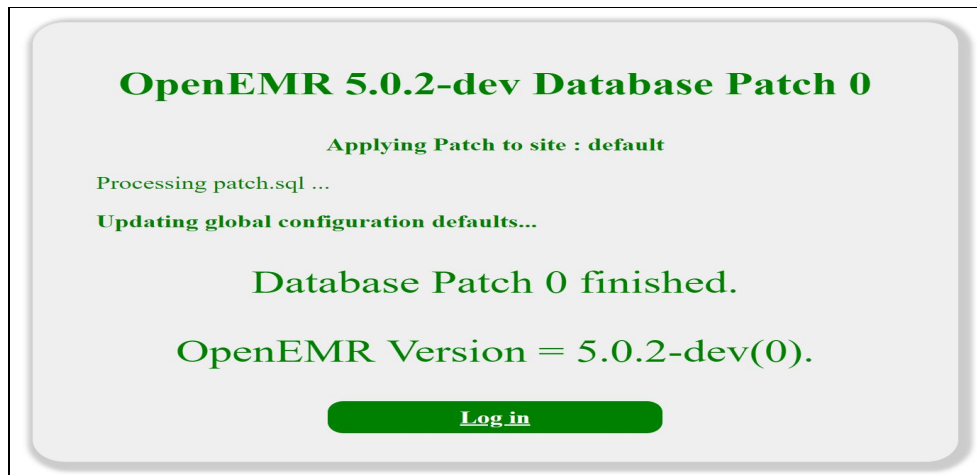 OpenEMR 5.0.2-dev Database Patch 0
Applying Patch to site : default
Processing patch.sql ...
Updating global configuration defaults...
Database Patch 0 finished.
OpenEMR Version = 5.0.2-dev(0).
Log in